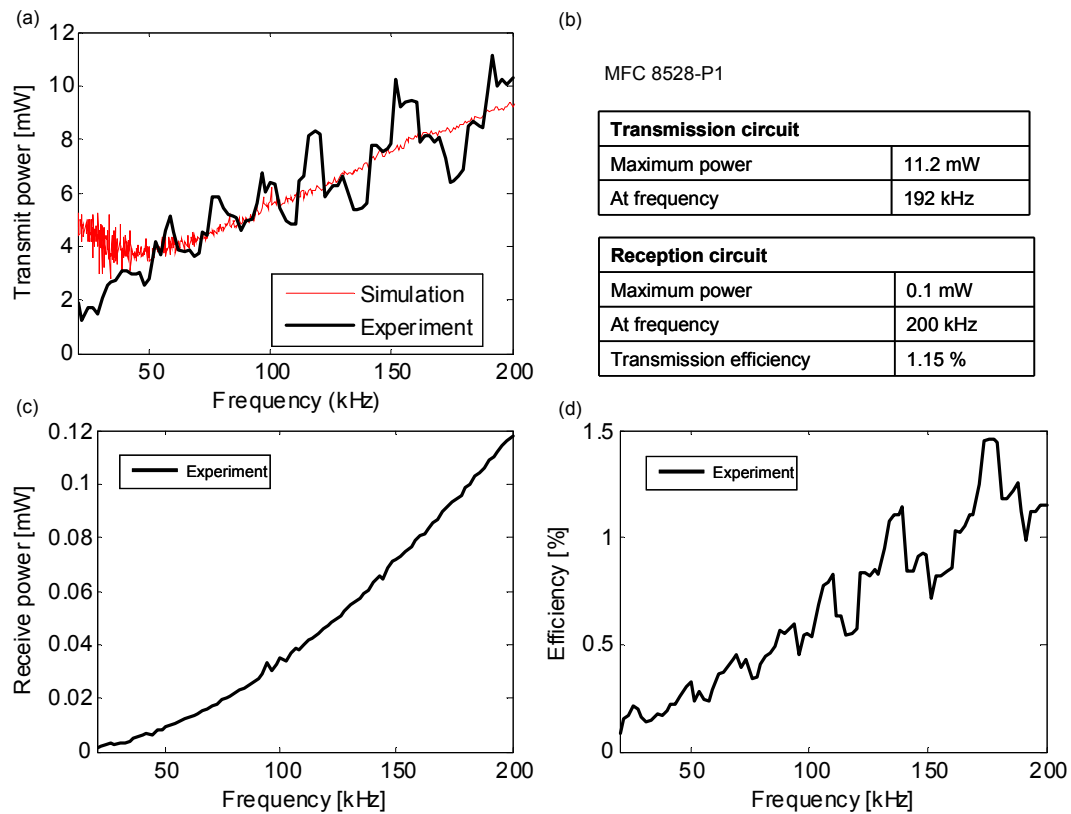 (a)
12
10
8
6
4
2
0
Transmit power [mW]
Simulation
Experiment
50
100
150
200
Frequency (kHz)
(b)
MFC 8528-P1
Transmission circuit
Maximum power 11.2 mW
At frequency 192 kHz
Reception circuit
Maximum power 0.1 mW
At frequency 200 kHz
Transmission efficiency 1.15 %
(c)
0.12
0.1
0.08
0.06
0.04
0.02
0
Receive power [mW]
Experiment
50
100
150
200
Frequency [kHz]
(d)
1.5
1
0.5
0
Efficiency [%]
Experiment
50
100
150
200
Frequency [kHz]